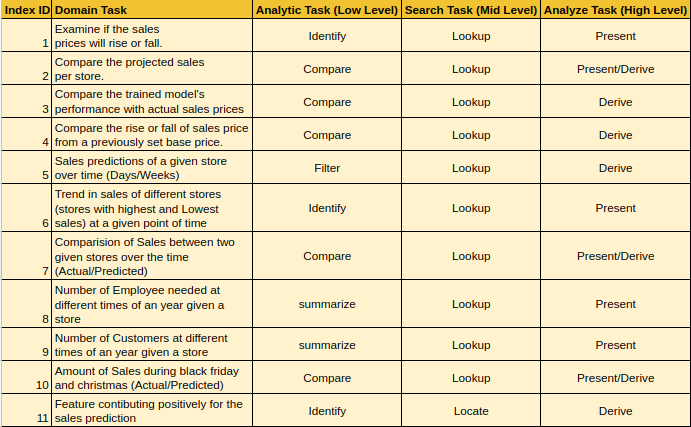 Index ID Domain Task Analytic Task (Low Level) Search Task (Mid Level) Analyze Task (High Level)
Examine if the sales
1 prices will rise or fall. Identify Lookup Present
Compare the projected sales
2 per store. Compare Lookup Present/Derive
Compare the trained model's
3 performance with actual sales prices Compare Lookup Derive
Compare the rise or fall of sales price
4 from a previously set base price. Compare Lookup Derive
Sales predictions of a given store
5 over time (Days/Weeks) Filter Lookup Derive
Trend in sales of different stores
(stores with highest and Lowest
6 sales) at a given point of time Identify Lookup Present
Comparision of Sales between two
given stores over the time
7 (Actual/Predicted) Compare Lookup Present/Derive
Number of Employee needed at
different times of an year given a
8 store summarize Lookup Present
Number of Customers at different
9 times of an year given a store summarize Lookup Present
Amount of Sales during black friday
10 and christmas (Actual/Predicted) Compare Lookup Present/Derive
Feature contibuting positively for the
11 sales prediction Identify Locate Derive